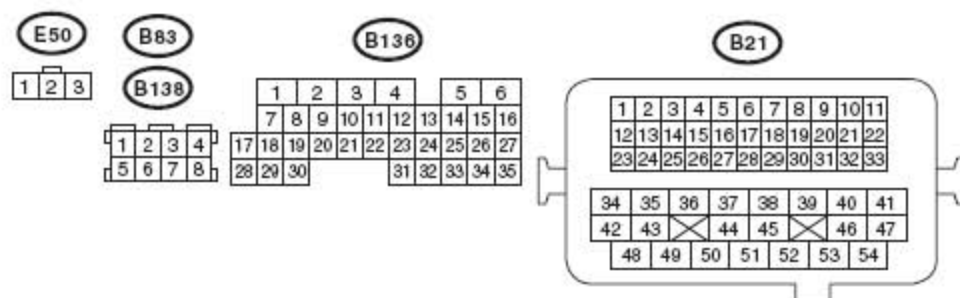 E50
1 2 3
B83
B138
1 2 3 4
5 6 7 8
B136
1 2 3 4 5 6
7 8 9 10 11 12 13 14 15 16
17 18 19 20 21 22 23 24 25 26 27
28 29 30 31 32 33 34 35
B21
1 2 3 4 5 6 7 8 9 10 11
12 13 14 15 16 17 18 19 20 21 22
23 24 25 26 27 28 29 30 31 32 33
34 35 36 37 38 39 40 41
42 43 44 45 46 47
48 49 50 51 52 53 54